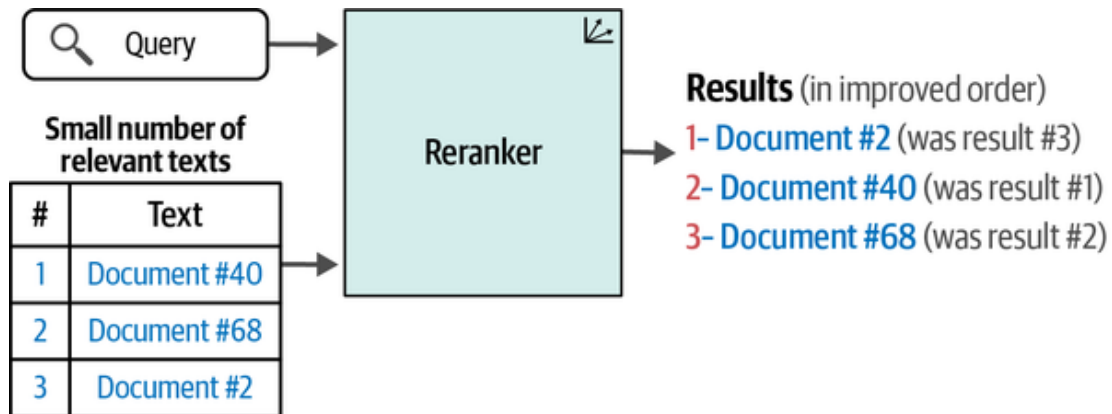 Query
Small number of
relevant texts
# Text
1 Document #40
2 Document #68
3 Document #2
Reranker
Results (in improved order)
1– Document #2 (was result #3)
2– Document #40 (was result #1)
3– Document #68 (was result #2)